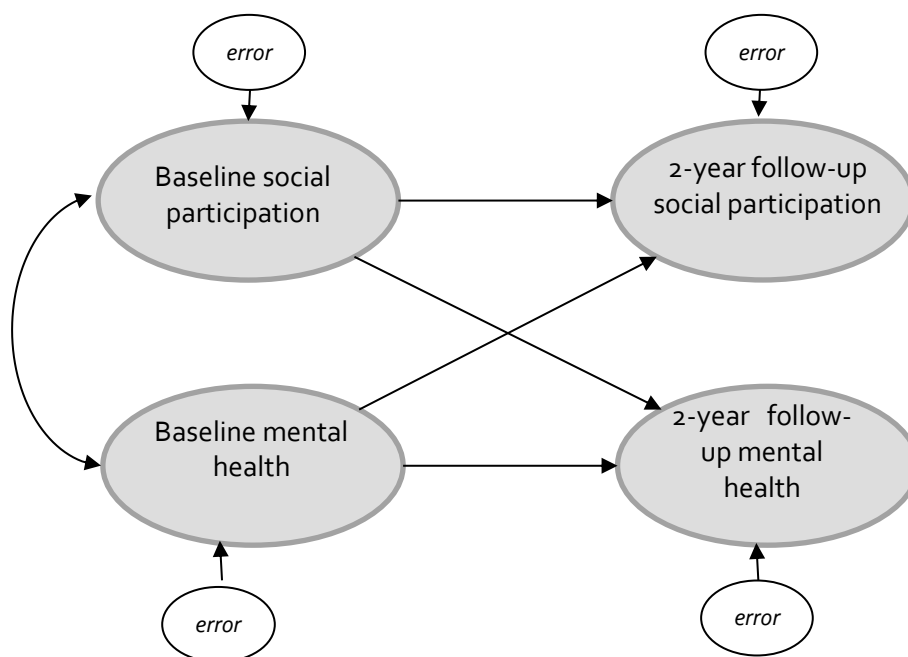 error
error
Baseline social
participation
2-year follow-up
social participation
Baseline mental
health
2-year follow-
up mental
health
error
error